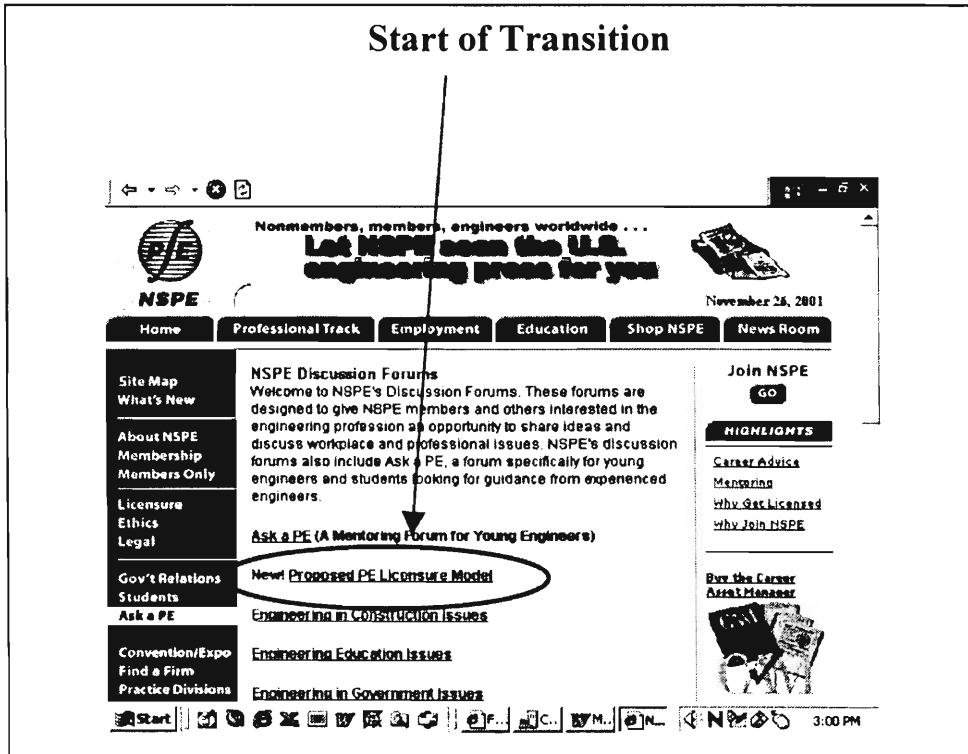 Start of Transition
Nonmembers, members, engineers worldwide ...
Let NSPE scan the U.S.
engineering press for you
P/E
NSPE
November 26, 2001
Home
Professional Track
Employment
Education
Shop NSPE
News Room
Site Map
What's New
About NSPE
Membership
Members Only
Licensure
Ethics
Legal
Gov't Relations
Students
Ask a PE
Convention/Expo
Find a Firm
Practice Divisions
NSPE Discussion Forums
Welcome to NSPE's Discussion Forums. These forums are
designed to give NSPE members and others interested in the
engineering profession an opportunity to share ideas and
discuss workplace and professional issues. NSPE's discussion
forums also include Ask a PE, a forum specifically for young
engineers and students looking for guidance from experienced
engineers.
Ask a PE (A Mentoring Forum for Young Engineers)
New! Proposed PE Licensure Model
Engineering in Construction Issues
Engineering Education Issues
Engineering in Government Issues
Join NSPE
GO
HIGHLIGHTS
Career Advice
Mentoring
Why Get Licensed
Why Join NSPE
Buy the Career
Asset Manager
Start
F..
C..
M..
N...
3:00 PM